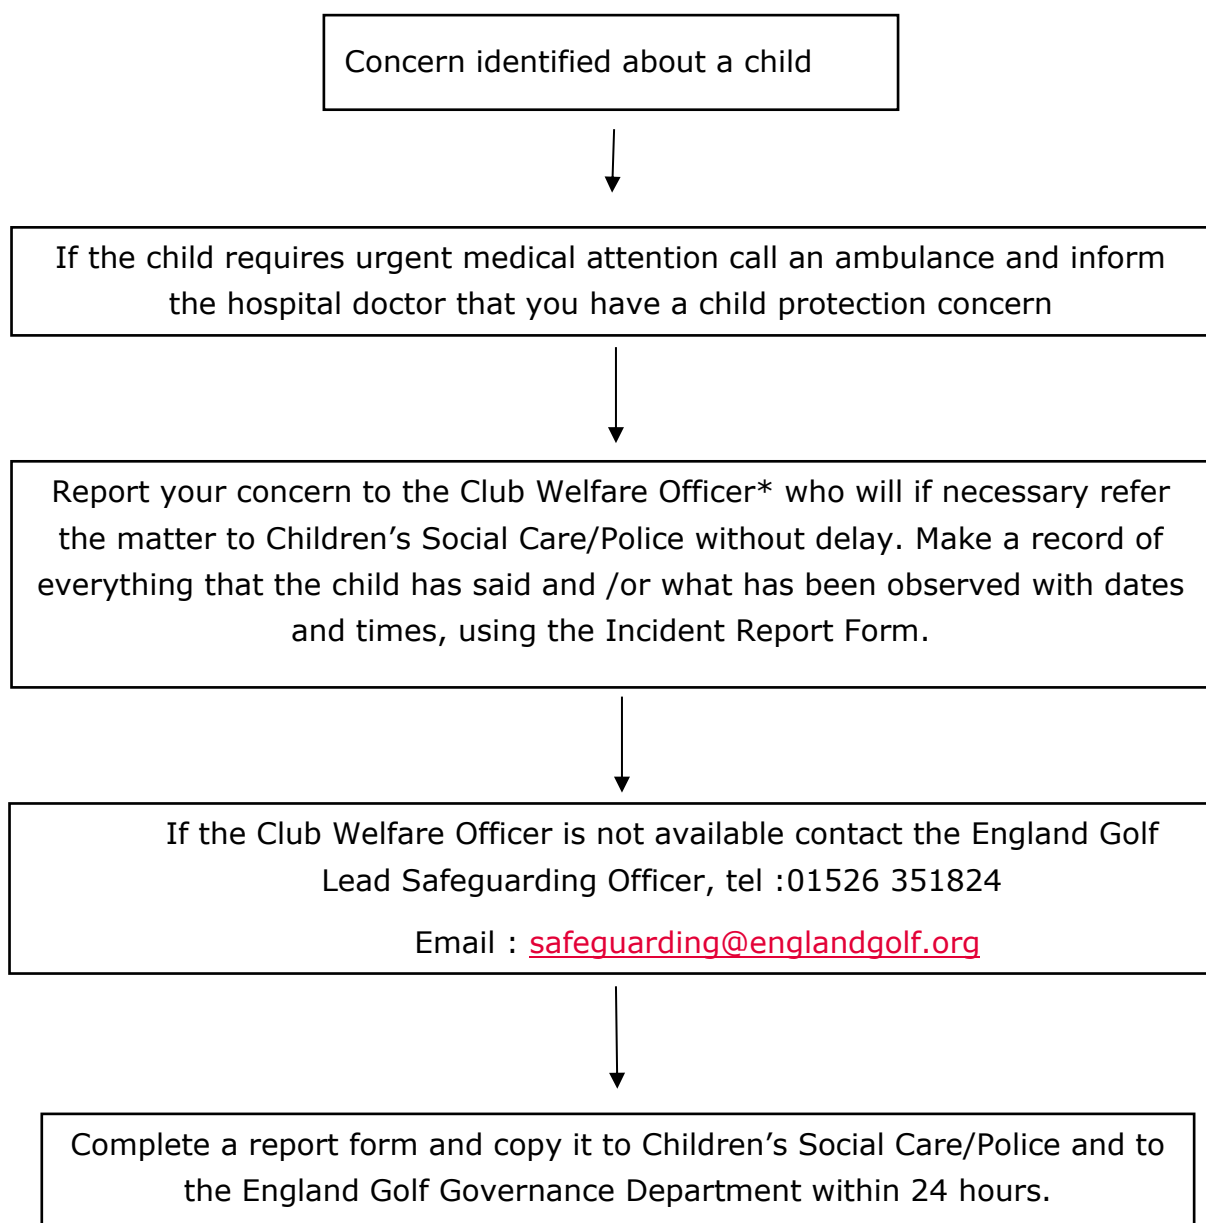 Concern identified about a child
If the child requires urgent medical attention call an ambulance and inform
the hospital doctor that you have a child protection concern
Report your concern to the Club Welfare Officer* who will if necessary refer
the matter to Children’s Social Care/Police without delay. Make a record of
everything that the child has said and /or what has been observed with dates
and times, using the Incident Report Form.
If the Club Welfare Officer is not available contact the England Golf
Lead Safeguarding Officer, tel :01526 351824
Email : safeguarding@englandgolf.org
Complete a report form and copy it to Children’s Social Care/Police and to
the England Golf Governance Department within 24 hours.